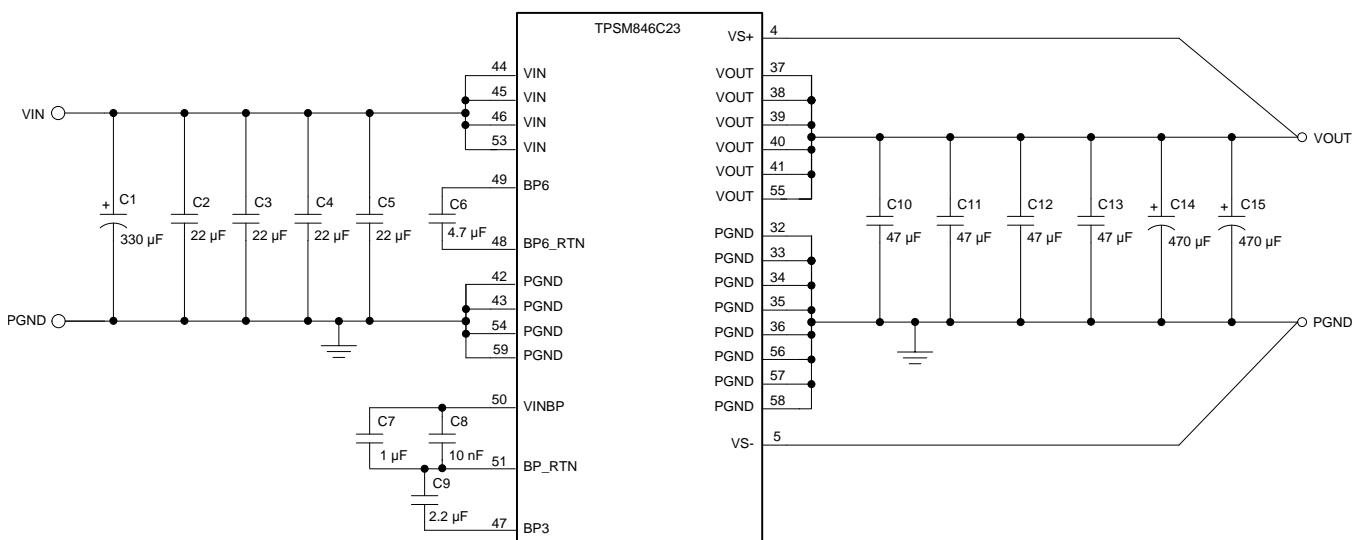 TPSM846C23
VIN
PGND
C1
330 µF
C2
22 µF
C3
22 µF
C4
22 µF
C5
22 µF
44 VIN
45 VIN
46 VIN
53 VIN
49 BP6
C6
4.7 µF
48 BP6_RTN
42 PGND
43 PGND
54 PGND
59 PGND
50 VINBP
C7
1 µF
C8
10 nF
51 BP_RTN
C9
2.2 µF
47 BP3
VS+ 4
VOUT 37
VOUT 38
VOUT 39
VOUT 40
VOUT 41
VOUT 55
PGND 32
PGND 33
PGND 34
PGND 35
PGND 36
PGND 56
PGND 57
PGND 58
VS- 5
C10
47 µF
C11
47 µF
C12
47 µF
C13
47 µF
+ C14
470 µF
+ C15
470 µF
VOUT
PGND